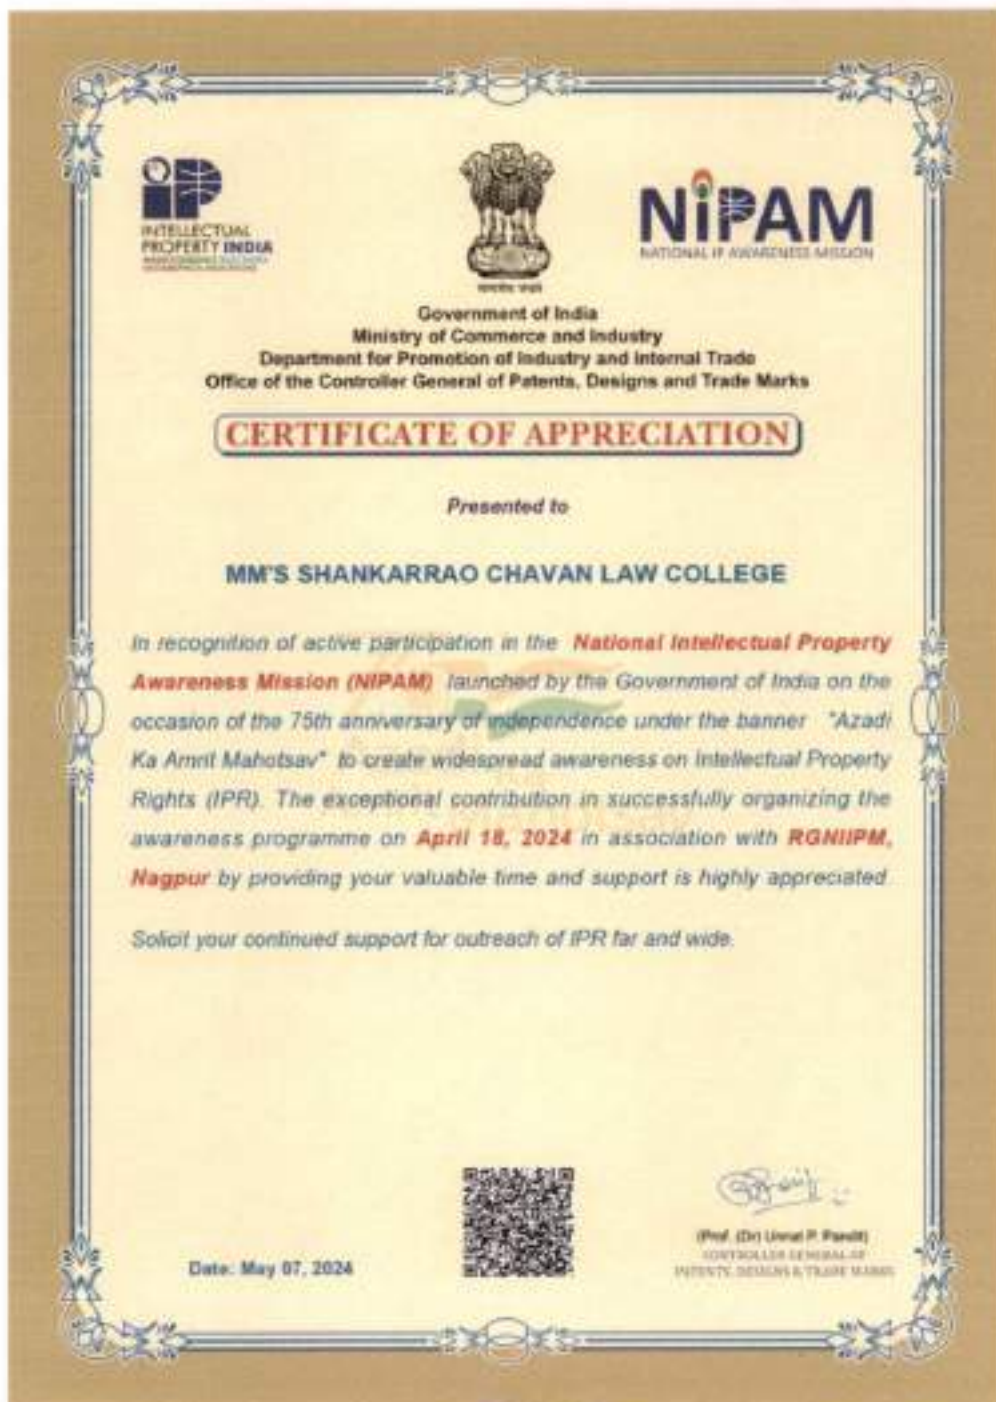 iP
INTELLECTUAL
PROPERTY INDIA
NiPAM
NATIONAL IP AWARENESS MISSION
Government of India
Ministry of Commerce and Industry
Department for Promotion of Industry and Internal Trade
Office of the Controller General of Patents, Designs and Trade Marks
CERTIFICATE OF APPRECIATION
Presented to
MM'S SHANKARRAO CHAVAN LAW COLLEGE
In recognition of active participation in the National Intellectual Property
Awareness Mission (NIPAM) launched by the Government of India on the
occasion of the 75th anniversary of independence under the banner "Azadi
Ka Amrit Mahotsav" to create widespread awareness on Intellectual Property
Rights (IPR). The exceptional contribution in successfully organizing the
awareness programme on April 18, 2024 in association with RGNIIPM,
Nagpur by providing your valuable time and support is highly appreciated
Solicit your continued support for outreach of IPR far and wide.
(Prof. (Dr) Unnat P. Pandit)
CONTROLLER GENERAL OF
PATENTS, DESIGNS & TRADE MARKS
Date: May 07, 2024